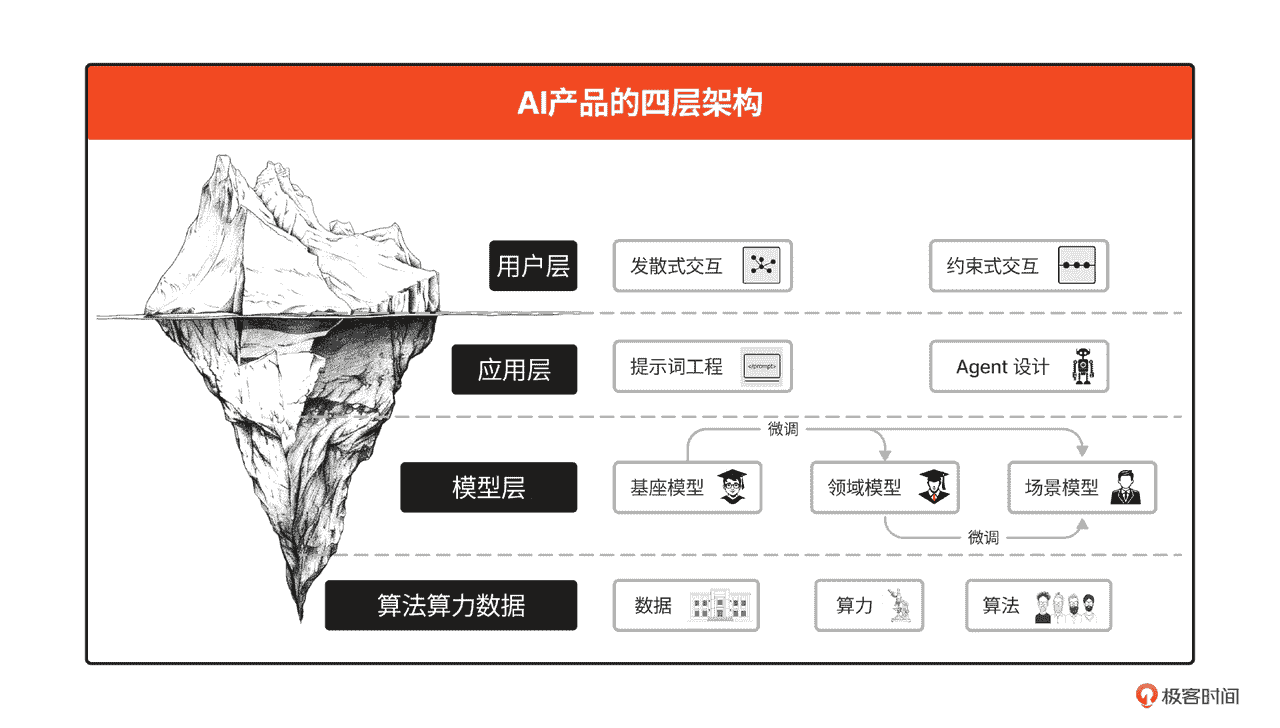 AI产品的四层架构
用户层
发散式交互
约束式交互
应用层
提示词工程
</prompt>
Agent 设计
微调
模型层
基座模型
领域模型
场景模型
微调
算法算力数据
数据
算力
算法
极客时间